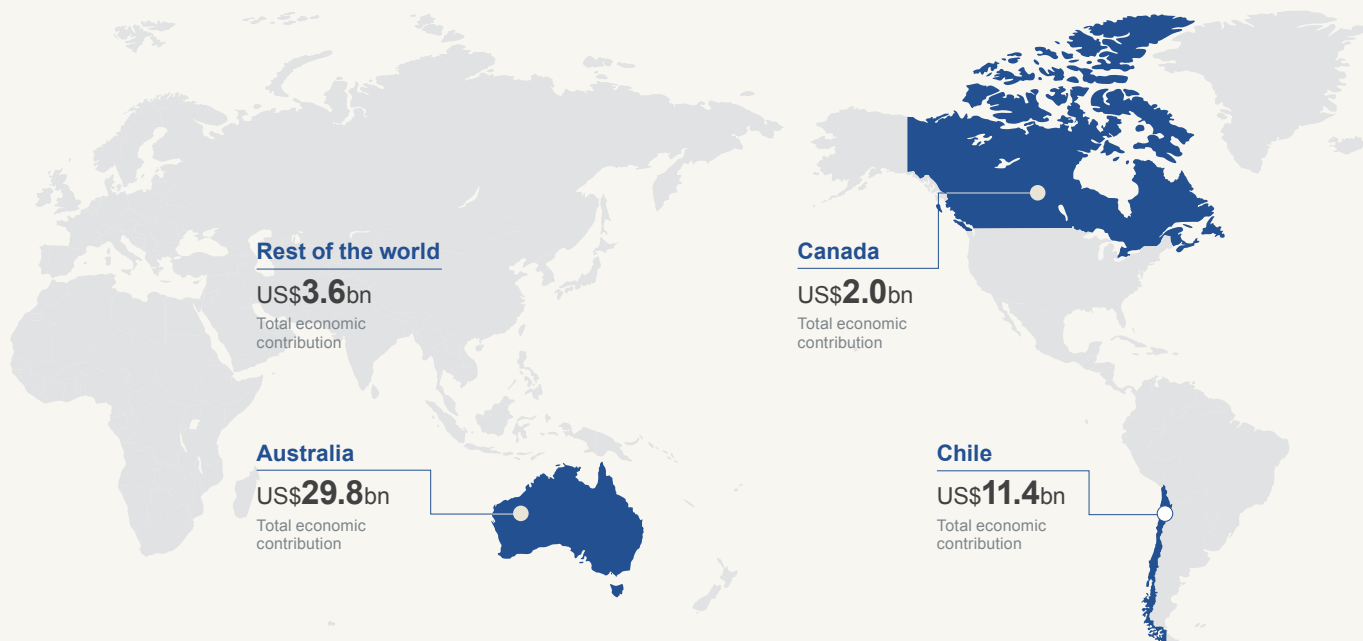 Rest of the world
US$3.6bn
Total economic
contribution
Canada
US$2.0bn
Total economic
contribution
Australia
US$29.8bn
Total economic
contribution
Chile
US$11.4bn
Total economic
contribution